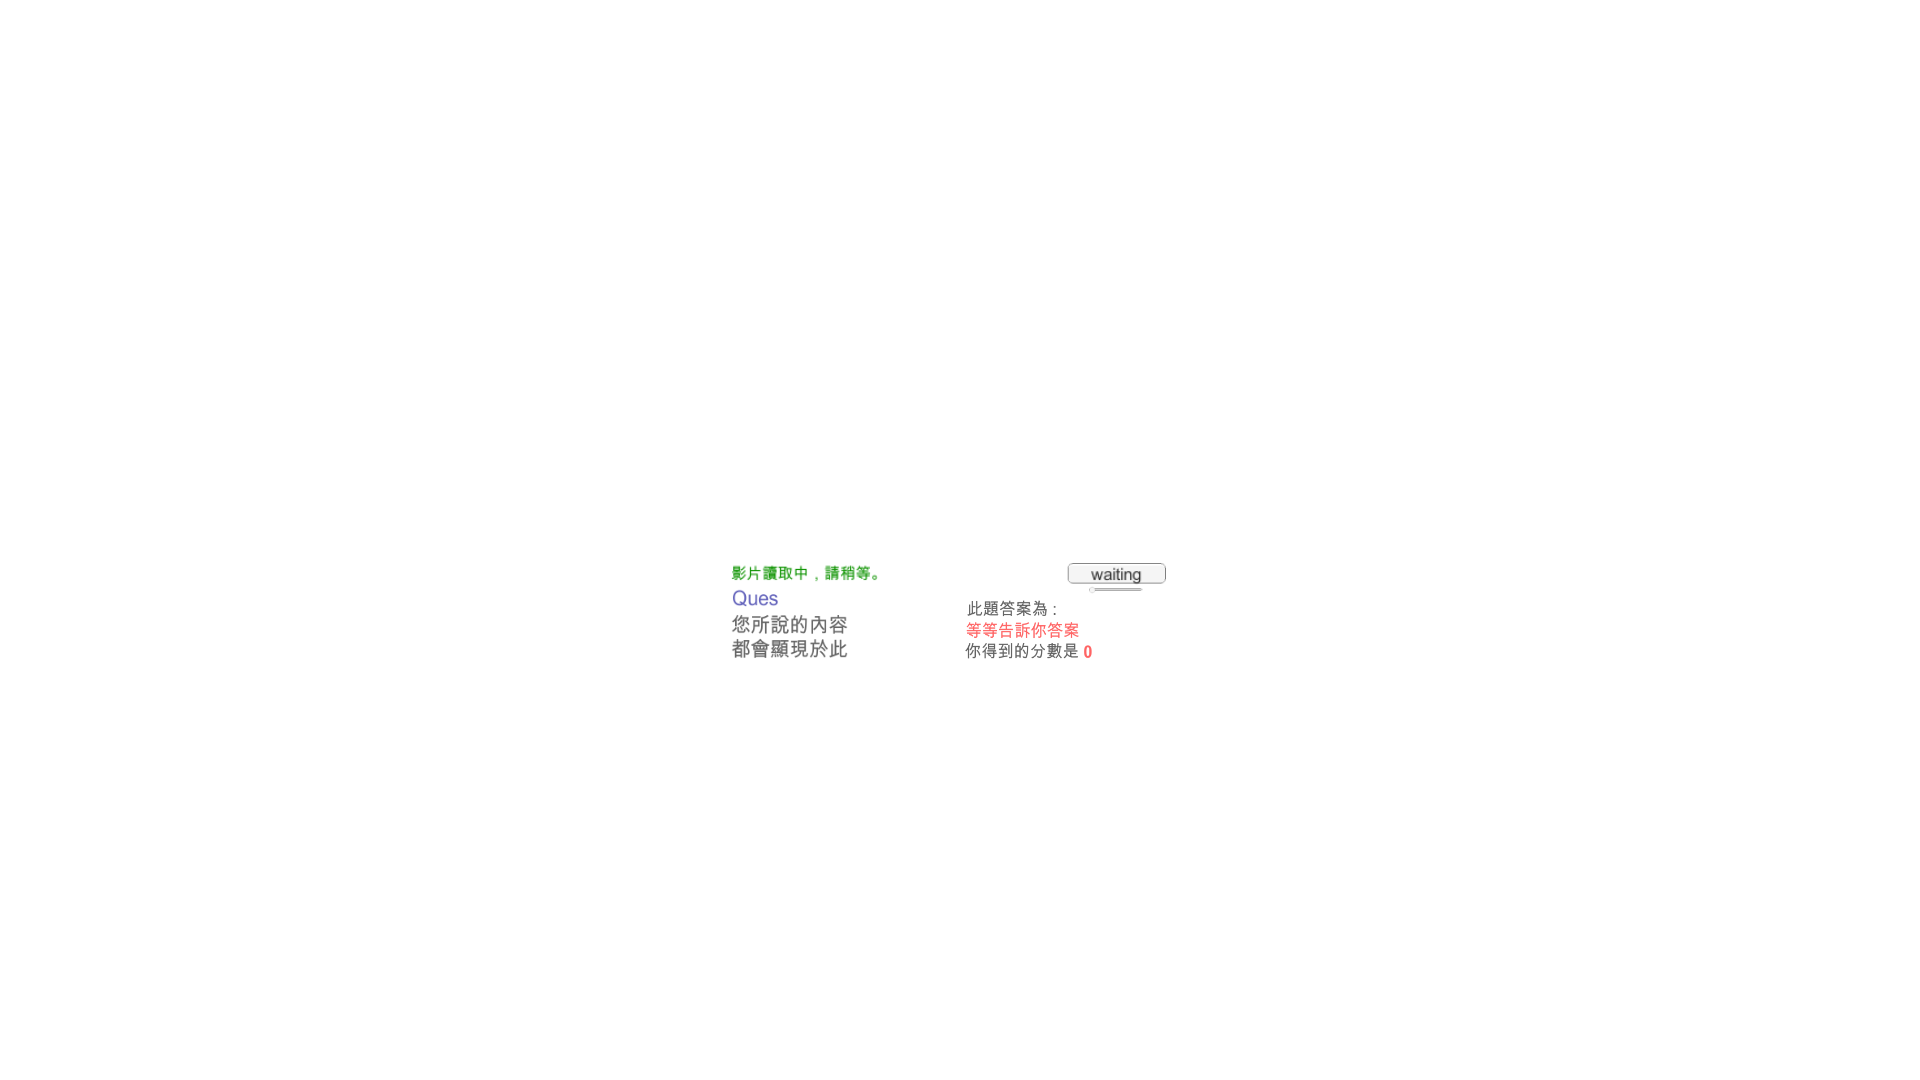 影片讀取中，請稍等。
waiting
Ques
您所說的內容
都會顯現於此
此題答案為 :
等等告訴你答案
你得到的分數是 0